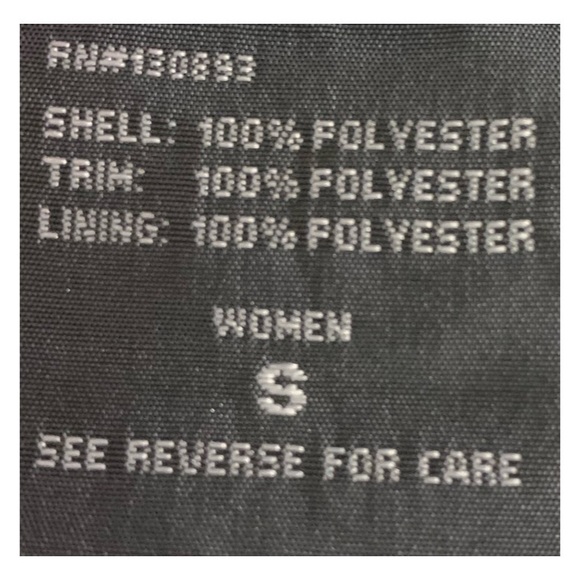 RN#130893
SHELL: 100% POLYESTER
TRIM: 100% POLYESTER
LINING: 100% POLYESTER
WOMEN
S
SEE REVERSE FOR CARE